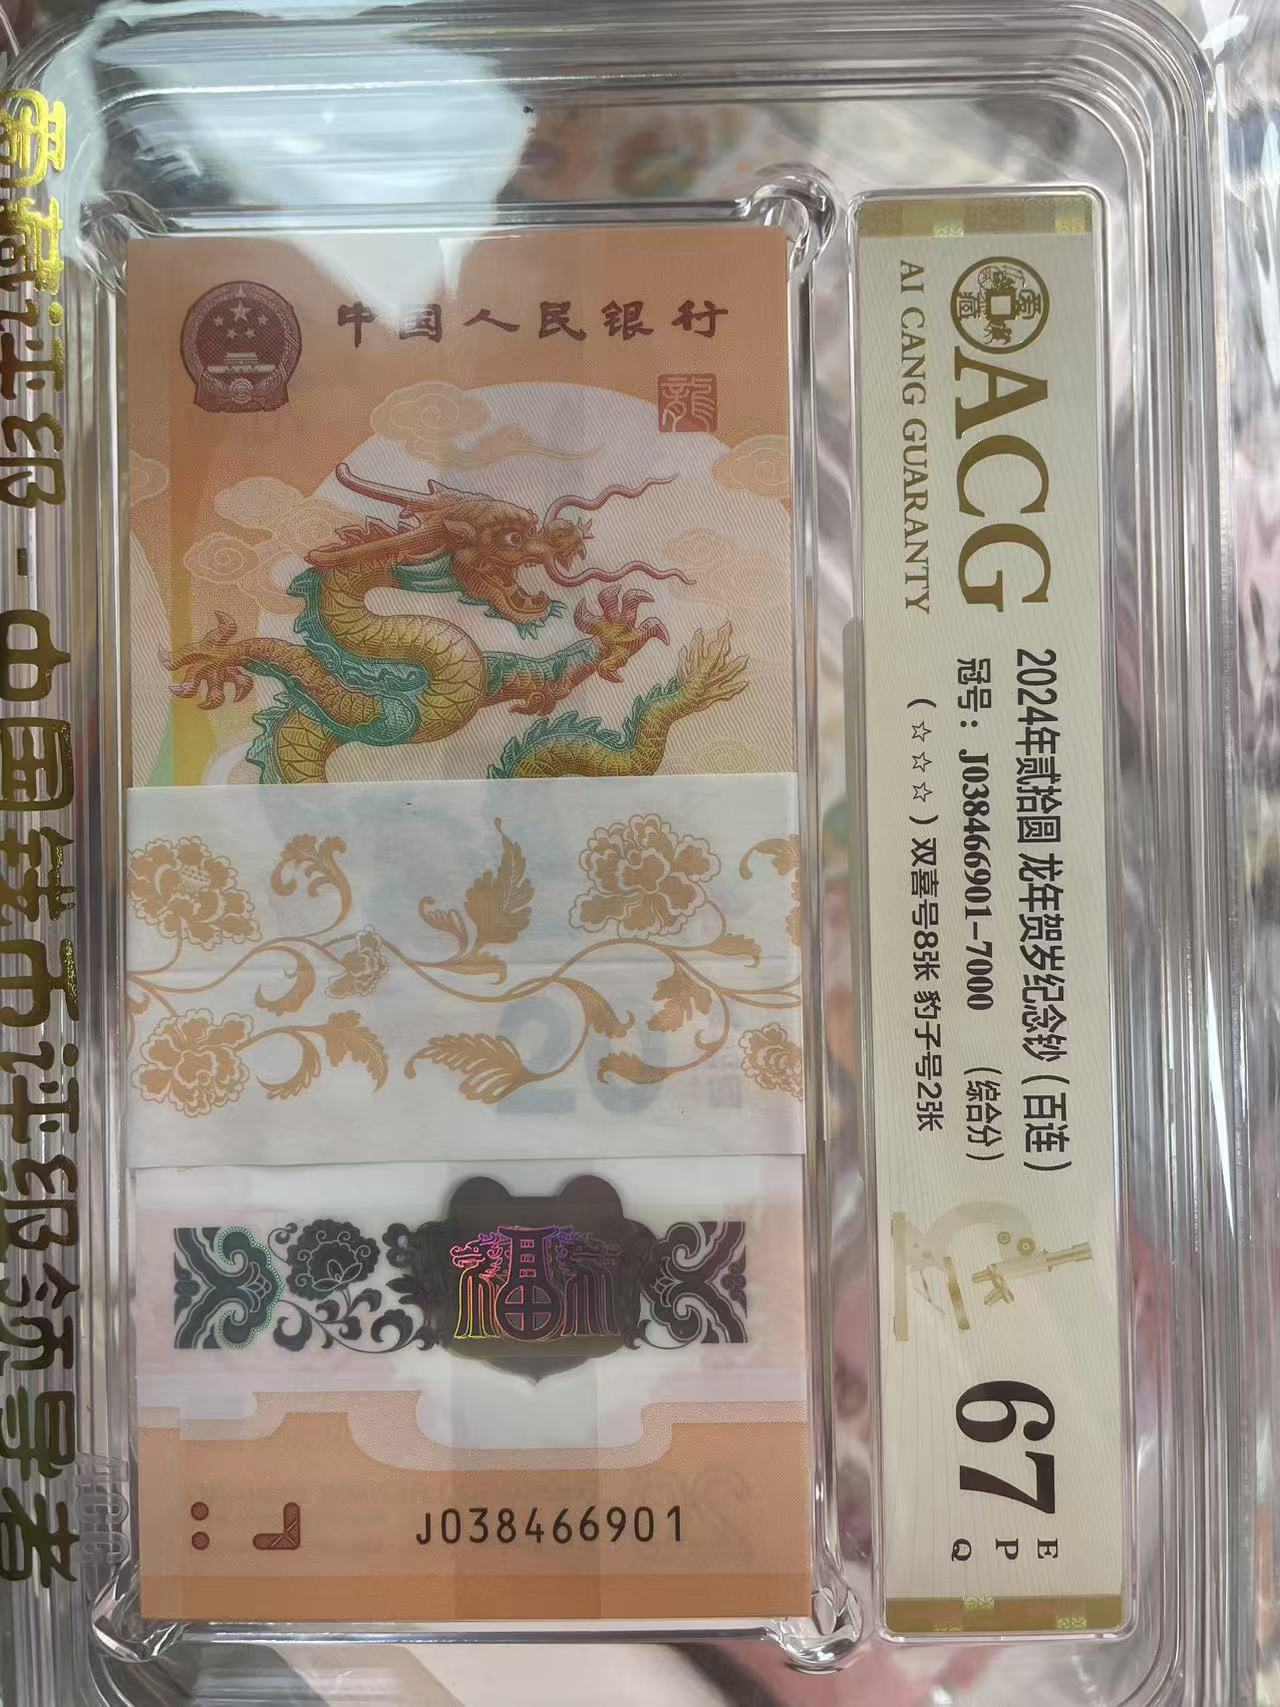 中国人民银行
龍
福
J038466901
ACG
AI CANG GUARANTY
2024年贰拾圆 龙年贺岁纪念钞（百连）
冠号：J038466901-7000 （综合分）
（☆☆☆）双喜号8张 豹子号2张
67
E
P
Q
爱藏评级-中国钱币评级领导者